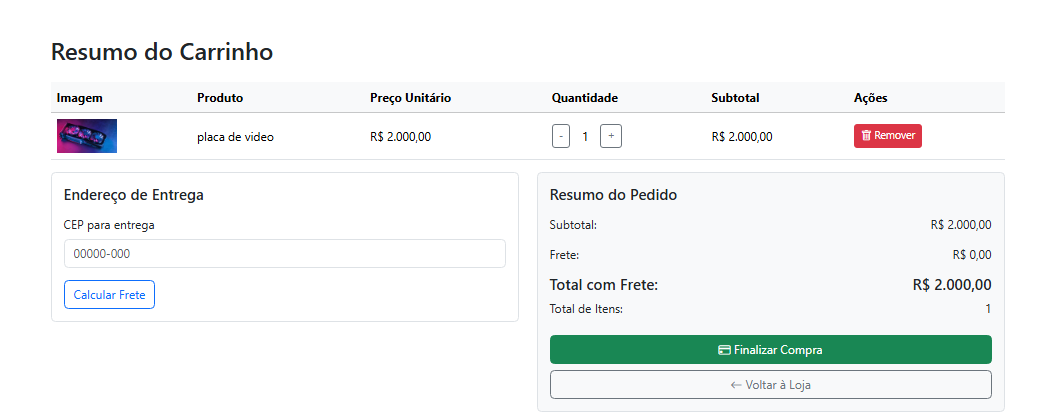 Resumo do Carrinho
Imagem Produto Preço Unitário Quantidade Subtotal Ações
placa de video R$ 2.000,00 - 1 + R$ 2.000,00 Remover
Endereço de Entrega
CEP para entrega
00000-000
Calcular Frete
Resumo do Pedido
Subtotal: R$ 2.000,00
Frete: R$ 0,00
Total com Frete: R$ 2.000,00
Total de Itens: 1
Finalizar Compra
← Voltar à Loja